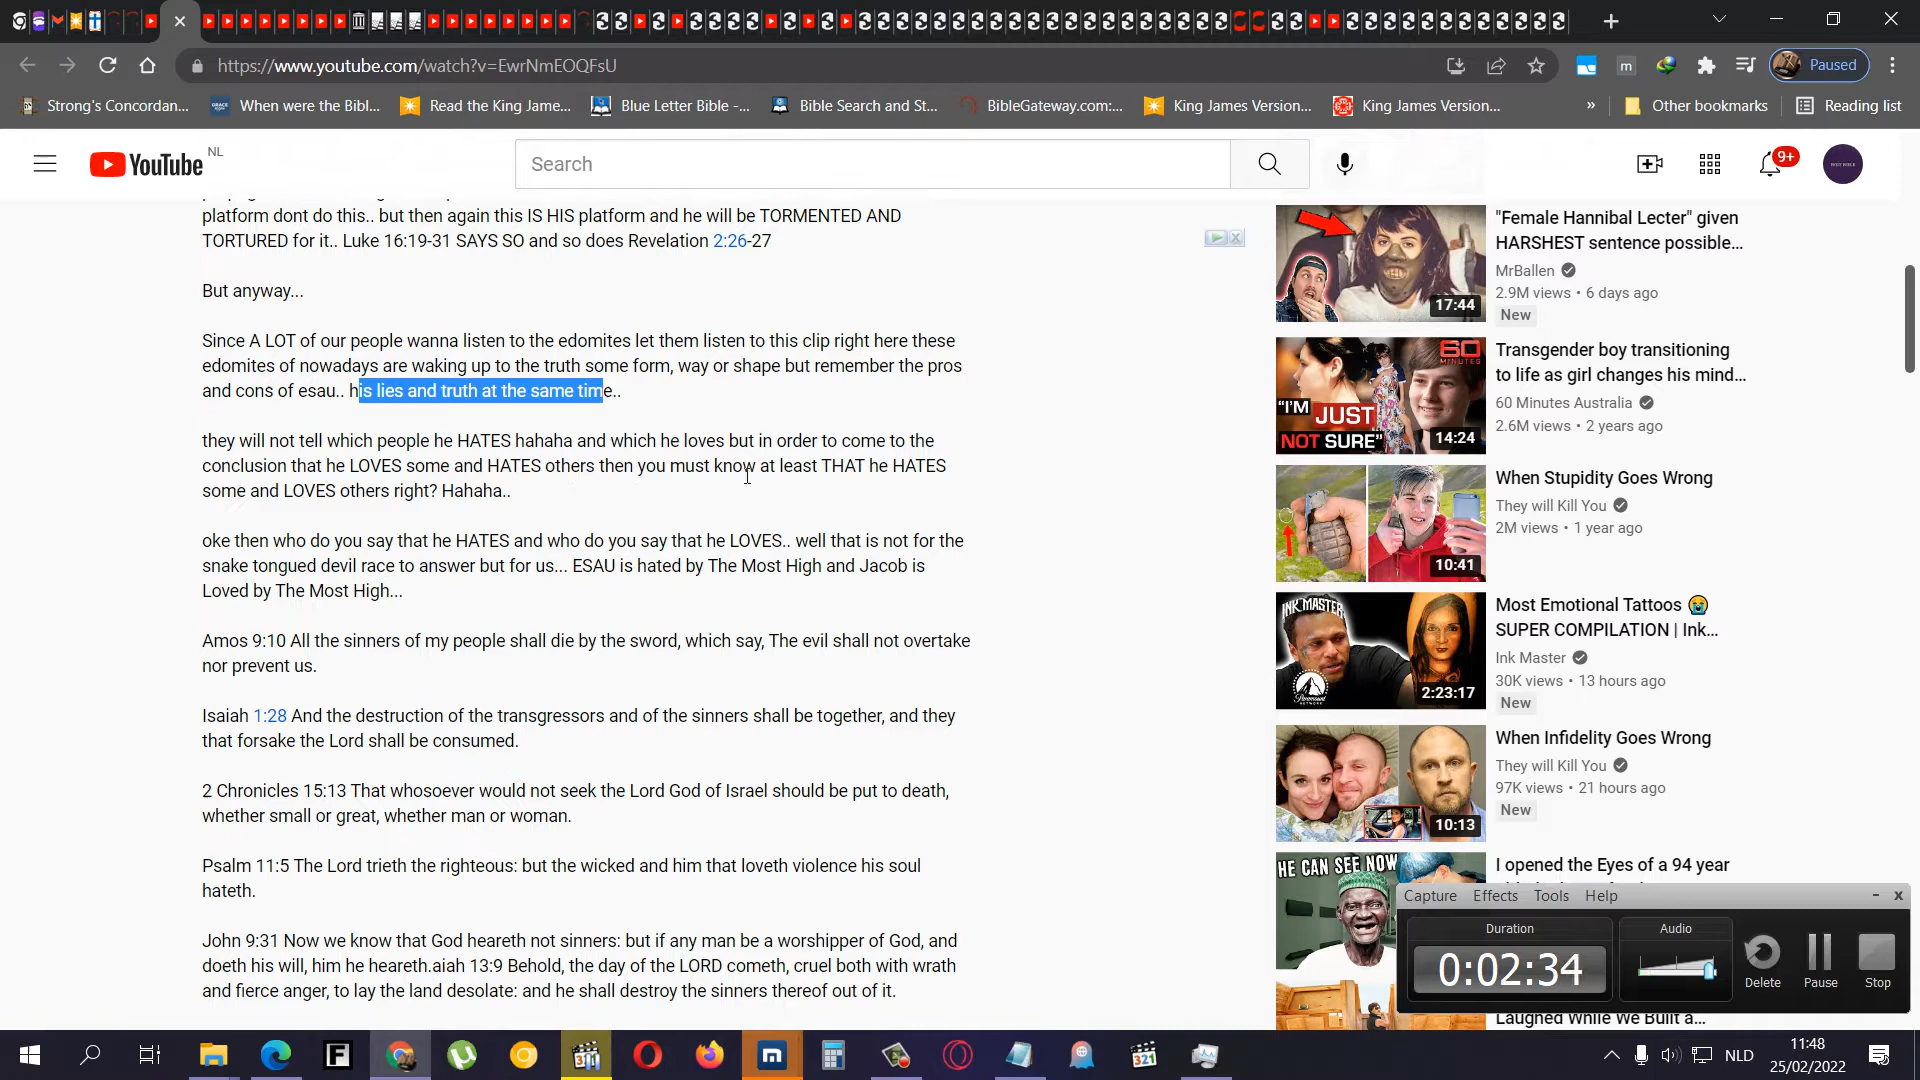 https://www.youtube.com/watch?v=EwrNmEOQFsU
Paused
Strong's Concordan...
When were the Bibl...
Read the King Jame...
Blue Letter Bible -...
Bible Search and St...
BibleGateway.com:...
King James Version...
King James Version...
»
Other bookmarks
Reading list
YouTube NL
Search
9+
platform dont do this.. but then again this IS HIS platform and he will be TORMENTED AND
TORTURED for it.. Luke 16:19-31 SAYS SO and so does Revelation 2:26-27
But anyway...
Since A LOT of our people wanna listen to the edomites let them listen to this clip right here these
edomites of nowadays are waking up to the truth some form, way or shape but remember the pros
and cons of esau.. his lies and truth at the same time..
they will not tell which people he HATES hahaha and which he loves but in order to come to the
conclusion that he LOVES some and HATES others then you must know at least THAT he HATES
some and LOVES others right? Hahaha..
oke then who do you say that he HATES and who do you say that he LOVES.. well that is not for the
snake tongued devil race to answer but for us... ESAU is hated by The Most High and Jacob is
Loved by The Most High...
Amos 9:10 All the sinners of my people shall die by the sword, which say, The evil shall not overtake
nor prevent us.
Isaiah 1:28 And the destruction of the transgressors and of the sinners shall be together, and they
that forsake the Lord shall be consumed.
2 Chronicles 15:13 That whosoever would not seek the Lord God of Israel should be put to death,
whether small or great, whether man or woman.
Psalm 11:5 The Lord trieth the righteous: but the wicked and him that loveth violence his soul
hateth.
John 9:31 Now we know that God heareth not sinners: but if any man be a worshipper of God, and
doeth his will, him he heareth.aiah 13:9 Behold, the day of the LORD cometh, cruel both with wrath
and fierce anger, to lay the land desolate: and he shall destroy the sinners thereof out of it.
17:44
"Female Hannibal Lecter" given
HARSHEST sentence possible...
MrBallen
2.9M views • 6 days ago
New
60
MINUTES
"I'M
JUST
NOT SURE"
14:24
Transgender boy transitioning
to life as girl changes his mind...
60 Minutes Australia
2.6M views • 2 years ago
10:41
When Stupidity Goes Wrong
They will Kill You
2M views • 1 year ago
INK MASTER
2:23:17
Most Emotional Tattoos 😭
SUPER COMPILATION | Ink...
Ink Master
30K views • 13 hours ago
New
10:13
When Infidelity Goes Wrong
They will Kill You
97K views • 21 hours ago
New
HE CAN SEE NOW
I opened the Eyes of a 94 year
Laughed While We Built a...
Capture Effects Tools Help
Duration
0:02:34
Audio
Delete
Pause
Stop
NLD
11:48
25/02/2022